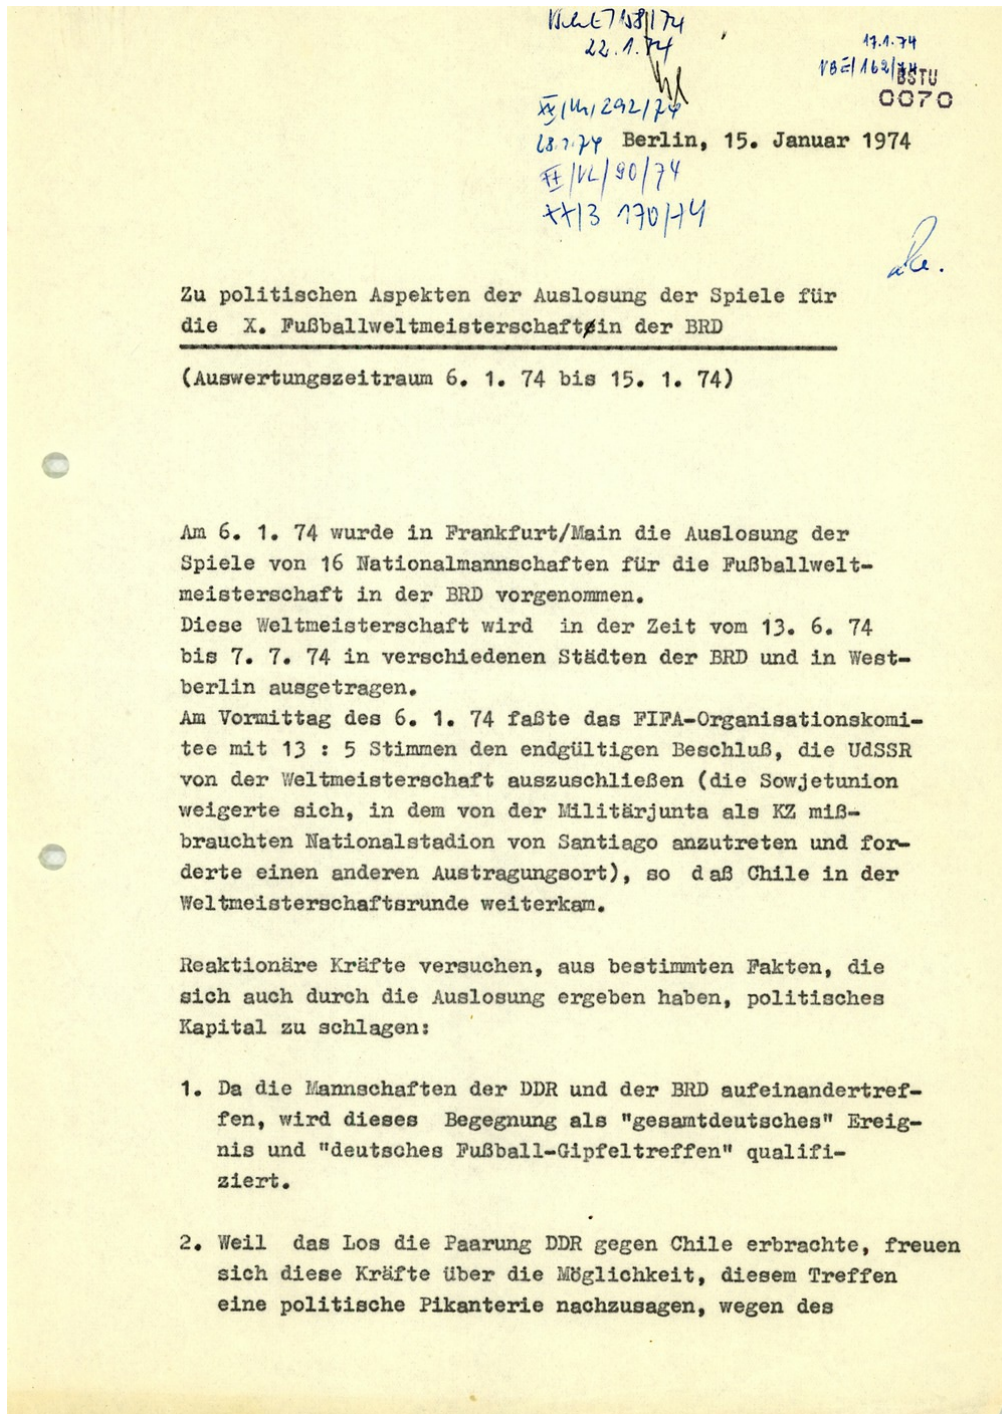 22.1.74
17.1.74
BSTU
0070
XX/3 170/74
Berlin, 15. Januar 1974
Zu politischen Aspekten der Auslosung der Spiele für
die X. Fußballweltmeisterschaft in der BRD
(Auswertungszeitraum 6. 1. 74 bis 15. 1. 74)
Am 6. 1. 74 wurde in Frankfurt/Main die Auslosung der
Spiele von 16 Nationalmannschaften für die Fußballwelt-
meisterschaft in der BRD vorgenommen.
Diese Weltmeisterschaft wird in der Zeit vom 13. 6. 74
bis 7. 7. 74 in verschiedenen Städten der BRD und in West-
berlin ausgetragen.
Am Vormittag des 6. 1. 74 faßte das FIFA-Organisationskomi-
tee mit 13 : 5 Stimmen den endgültigen Beschluß, die UdSSR
von der Weltmeisterschaft auszuschließen (die Sowjetunion
weigerte sich, in dem von der Militärjunta als KZ miß-
brauchten Nationalstadion von Santiago anzutreten und for-
derte einen anderen Austragungsort), so daß Chile in der
Weltmeisterschaftsrunde weiterkam.
Reaktionäre Kräfte versuchen, aus bestimmten Fakten, die
sich auch durch die Auslosung ergeben haben, politisches
Kapital zu schlagen:
1. Da die Mannschaften der DDR und der BRD aufeinandertref-
fen, wird dieses Begegnung als "gesamtdeutsches" Ereig-
nis und "deutsches Fußball-Gipfeltreffen" qualifi-
ziert.
2. Weil das Los die Paarung DDR gegen Chile erbrachte, freuen
sich diese Kräfte über die Möglichkeit, diesem Treffen
eine politische Pikanterie nachzusagen, wegen des